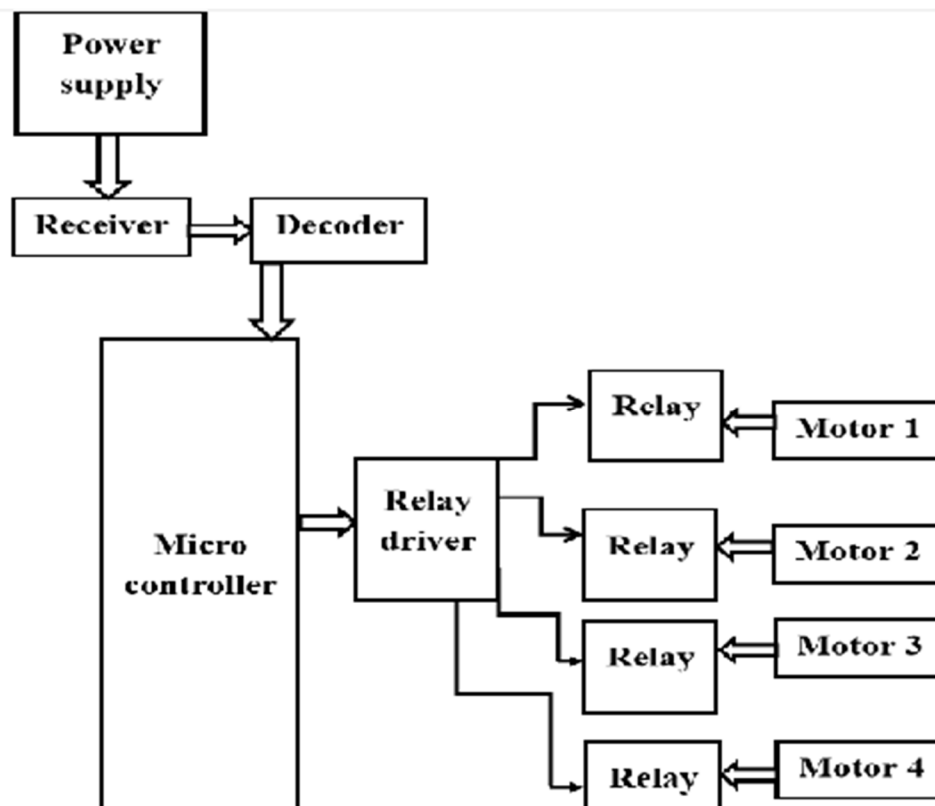 Power
supply
Receiver
Decoder
Relay
Motor 1
Relay
driver
Micro
controller
Relay
Motor 2
Relay
Motor 3
Relay
Motor 4